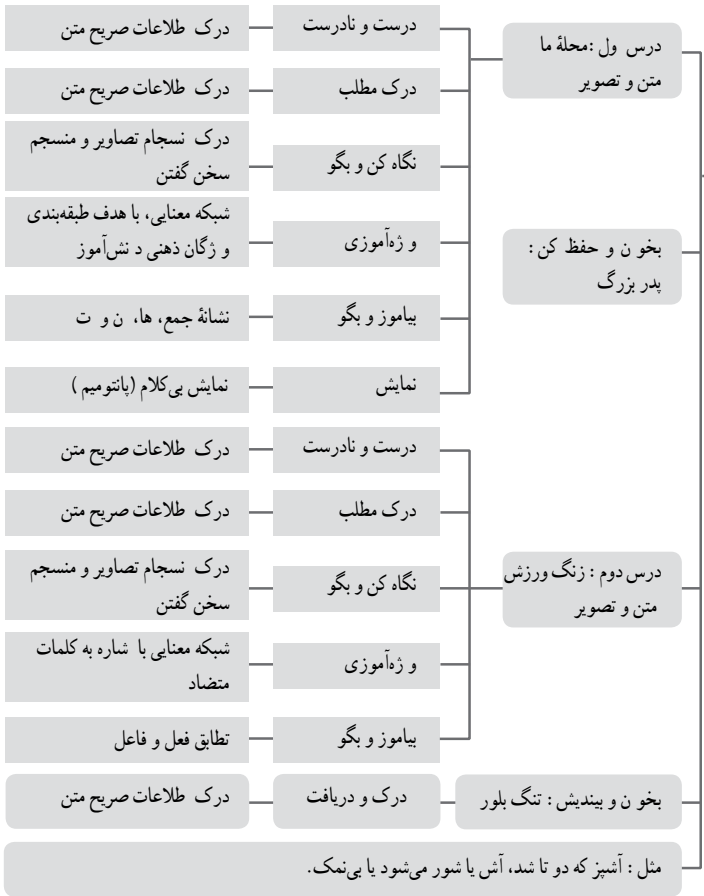 درس ول :محلهٔ ما
متن و تصویر
درست و نادرست
درک طلاعات صریح متن
درک مطلب
درک طلاعات صریح متن
نگاه کن و بگو
درک نسجام تصاویر و منسجم
سخن گفتن
و ژه‌آموزی
شبکه معنایی، با هدف طبقه‌بندی
و ژگان ذهنی د نش‌آموز
بیاموز و بگو
نشانهٔ جمع، ها، ن و ت
نمایش
نمایش بی‌کلام (پانتومیم )
بخو ن و حفظ کن :
پدر بزرگ
درس دوم : زنگ ورزش
متن و تصویر
درست و نادرست
درک طلاعات صریح متن
درک مطلب
درک طلاعات صریح متن
نگاه کن و بگو
درک نسجام تصاویر و منسجم
سخن گفتن
و ژه‌آموزی
شبکه معنایی با شاره به کلمات
متضاد
بیاموز و بگو
تطابق فعل و فاعل
بخو ن و بیندیش : تنگ بلور
درک و دریافت
درک طلاعات صریح متن
مثل : آشپز که دو تا شد، آش یا شور می‌شود یا بی‌نمک.